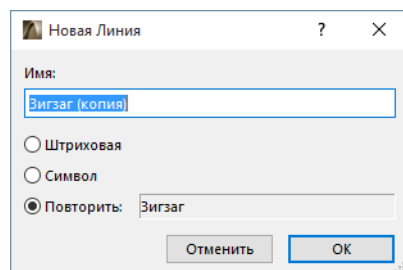 Новая Линия ?
Имя:
Зигзаг (копия)
Штриховая
Символ
Повторить: Зигзаг
Отменить OK